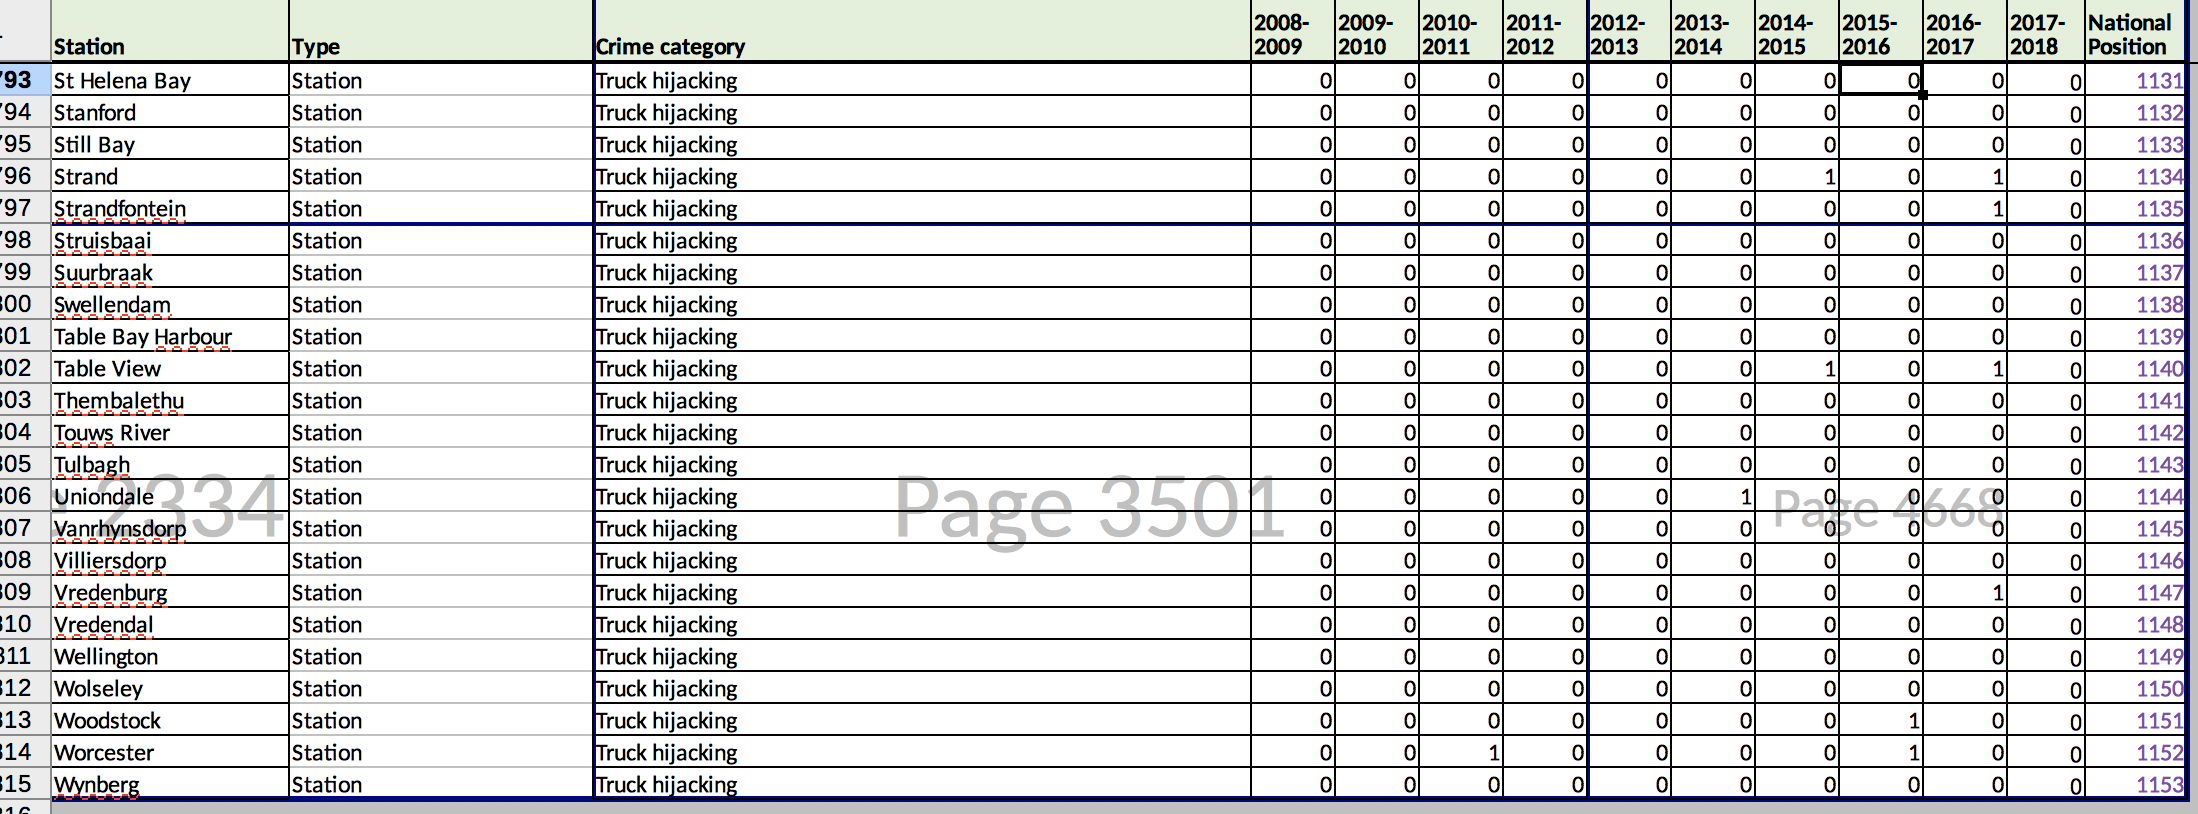 Station Type Crime category 2008-2009 2009-2010 2010-2011 2011-2012 2012-2013 2013-2014 2014-2015 2015-2016 2016-2017 2017-2018 National Position
793 St Helena Bay Station Truck hijacking 0 0 0 0 0 0 0 0 0 0 1131
794 Stanford Station Truck hijacking 0 0 0 0 0 0 0 0 0 0 1132
795 Still Bay Station Truck hijacking 0 0 0 0 0 0 0 0 0 0 1133
796 Strand Station Truck hijacking 0 0 0 0 0 0 1 0 1 0 1134
797 Strandfontein Station Truck hijacking 0 0 0 0 0 0 0 0 1 0 1135
798 Struisbaai Station Truck hijacking 0 0 0 0 0 0 0 0 0 0 1136
799 Suurbraak Station Truck hijacking 0 0 0 0 0 0 0 0 0 0 1137
300 Swellendam Station Truck hijacking 0 0 0 0 0 0 0 0 0 0 1138
301 Table Bay Harbour Station Truck hijacking 0 0 0 0 0 0 0 0 0 0 1139
302 Table View Station Truck hijacking 0 0 0 0 0 0 1 0 1 0 1140
303 Thembalethu Station Truck hijacking 0 0 0 0 0 0 0 0 0 0 1141
304 Touws River Station Truck hijacking 0 0 0 0 0 0 0 0 0 0 1142
305 Tulbagh Station Truck hijacking 0 0 0 0 0 0 0 0 0 0 1143
306 Uniondale Station Truck hijacking 0 0 0 0 0 1 0 0 0 0 1144
2334 Page 3501 Page 4668
307 Vanrhynsdorp Station Truck hijacking 0 0 0 0 0 0 0 0 0 0 1145
308 Villiersdorp Station Truck hijacking 0 0 0 0 0 0 0 0 0 0 1146
309 Vredenburg Station Truck hijacking 0 0 0 0 0 0 0 0 1 0 1147
310 Vredendal Station Truck hijacking 0 0 0 0 0 0 0 0 0 0 1148
311 Wellington Station Truck hijacking 0 0 0 0 0 0 0 0 0 0 1149
312 Wolseley Station Truck hijacking 0 0 0 0 0 0 0 0 0 0 1150
313 Woodstock Station Truck hijacking 0 0 0 0 0 0 0 1 0 0 1151
314 Worcester Station Truck hijacking 0 0 1 0 0 0 0 1 0 0 1152
315 Wynberg Station Truck hijacking 0 0 0 0 0 0 0 0 0 0 1153